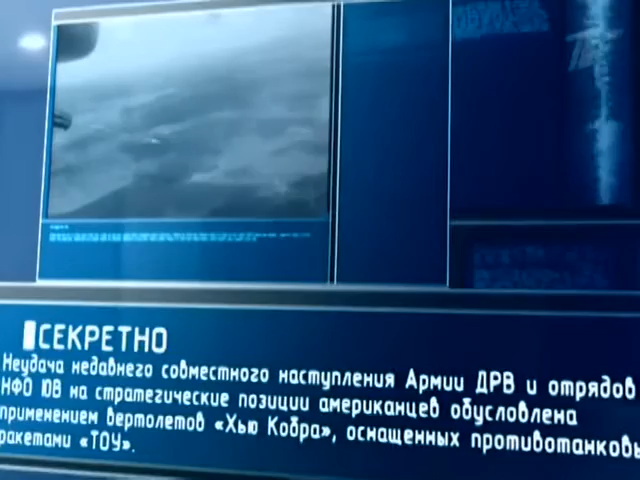 СЕКРЕТНО
Неудача недавнего совместного наступления Армии ДРВ и отрядов
НФО ЮВ на стратегические позиции американцев обусловлена
применением вертолетов «Хью Кобра», оснащенных
ракетами «ТОУ».